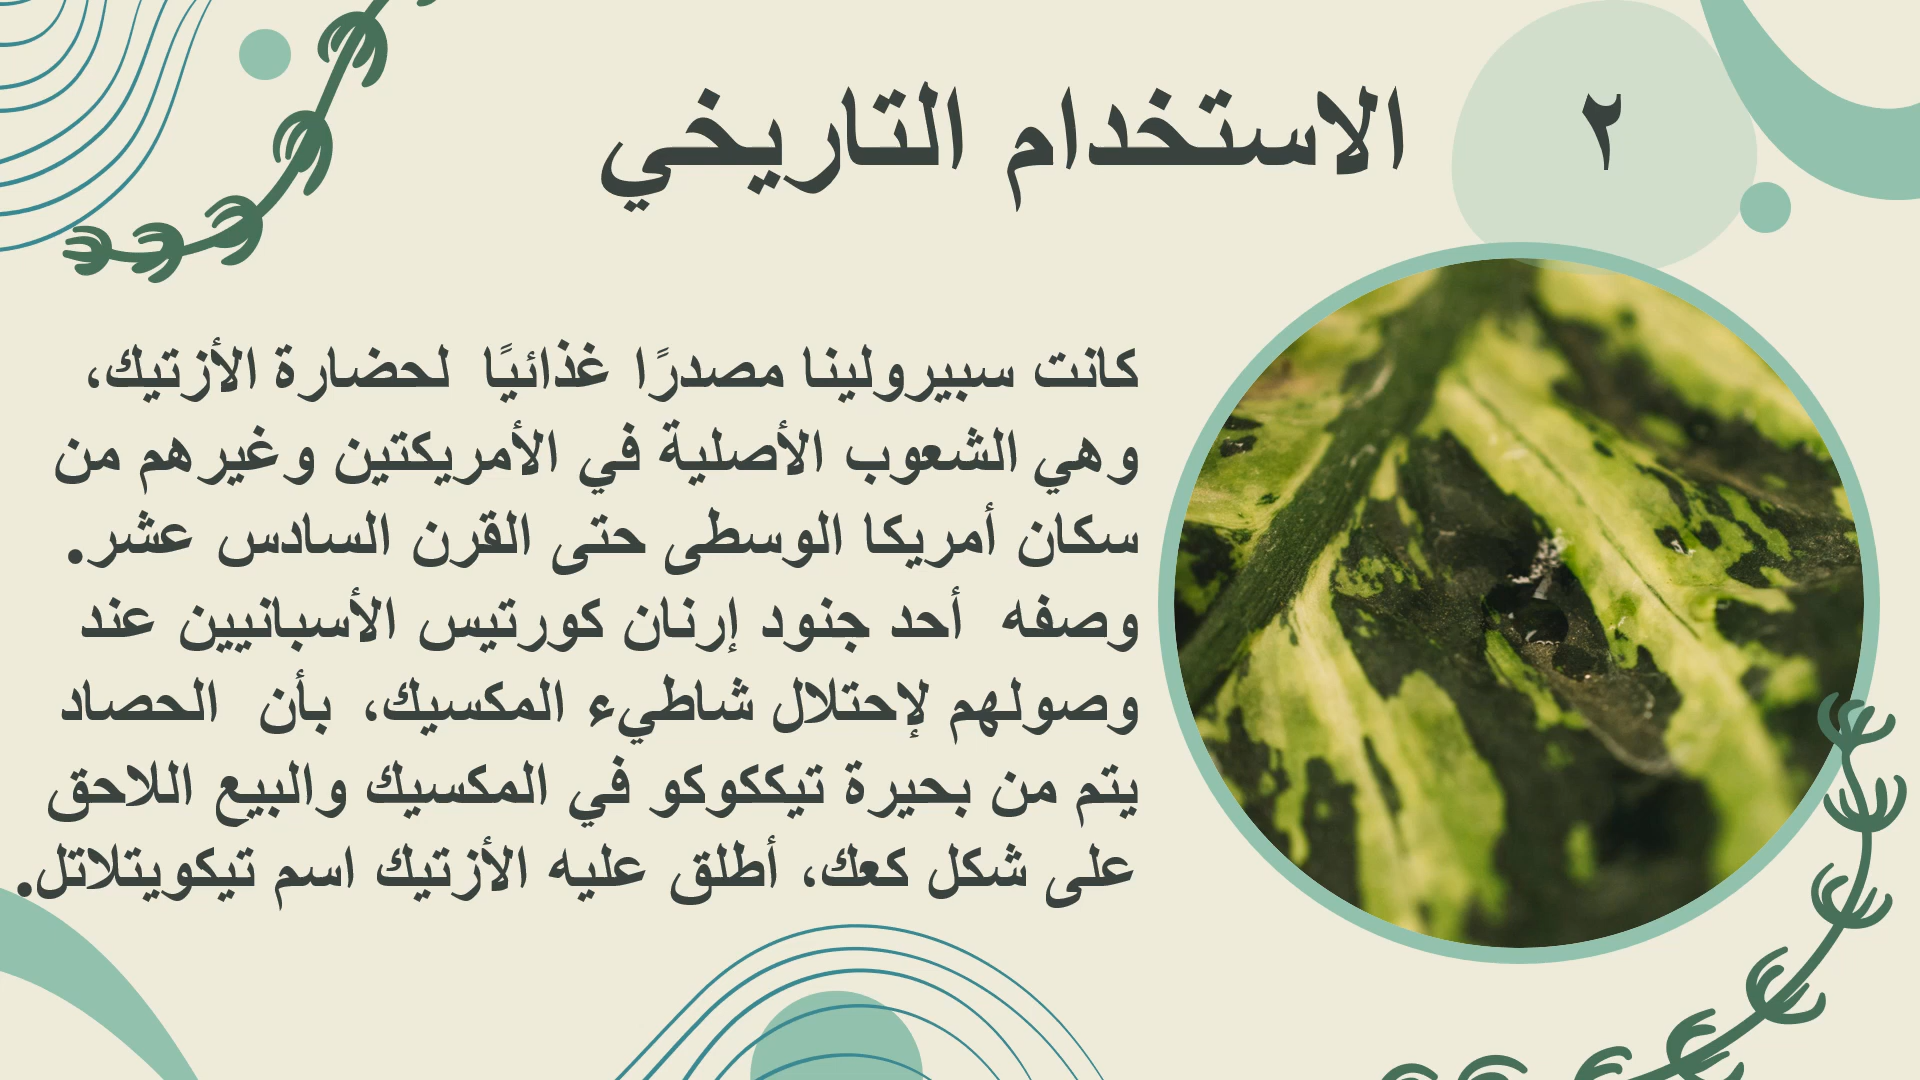 ٢
الاستخدام التاريخي
كانت سبيرولينا مصدرًا غذائيًا لحضارة الأزتيك،
وهي الشعوب الأصلية في الأمريكتين وغيرهم من
سكان أمريكا الوسطى حتى القرن السادس عشر.
وصفه أحد جنود إرنان كورتيس الأسبانيين عند
وصولهم لإحتلال شاطيء المكسيك، بأن الحصاد
يتم من بحيرة تيككوكو في المكسيك والبيع اللاحق
على شكل كعك، أطلق عليه الأزتيك اسم تيكويتلاتل.